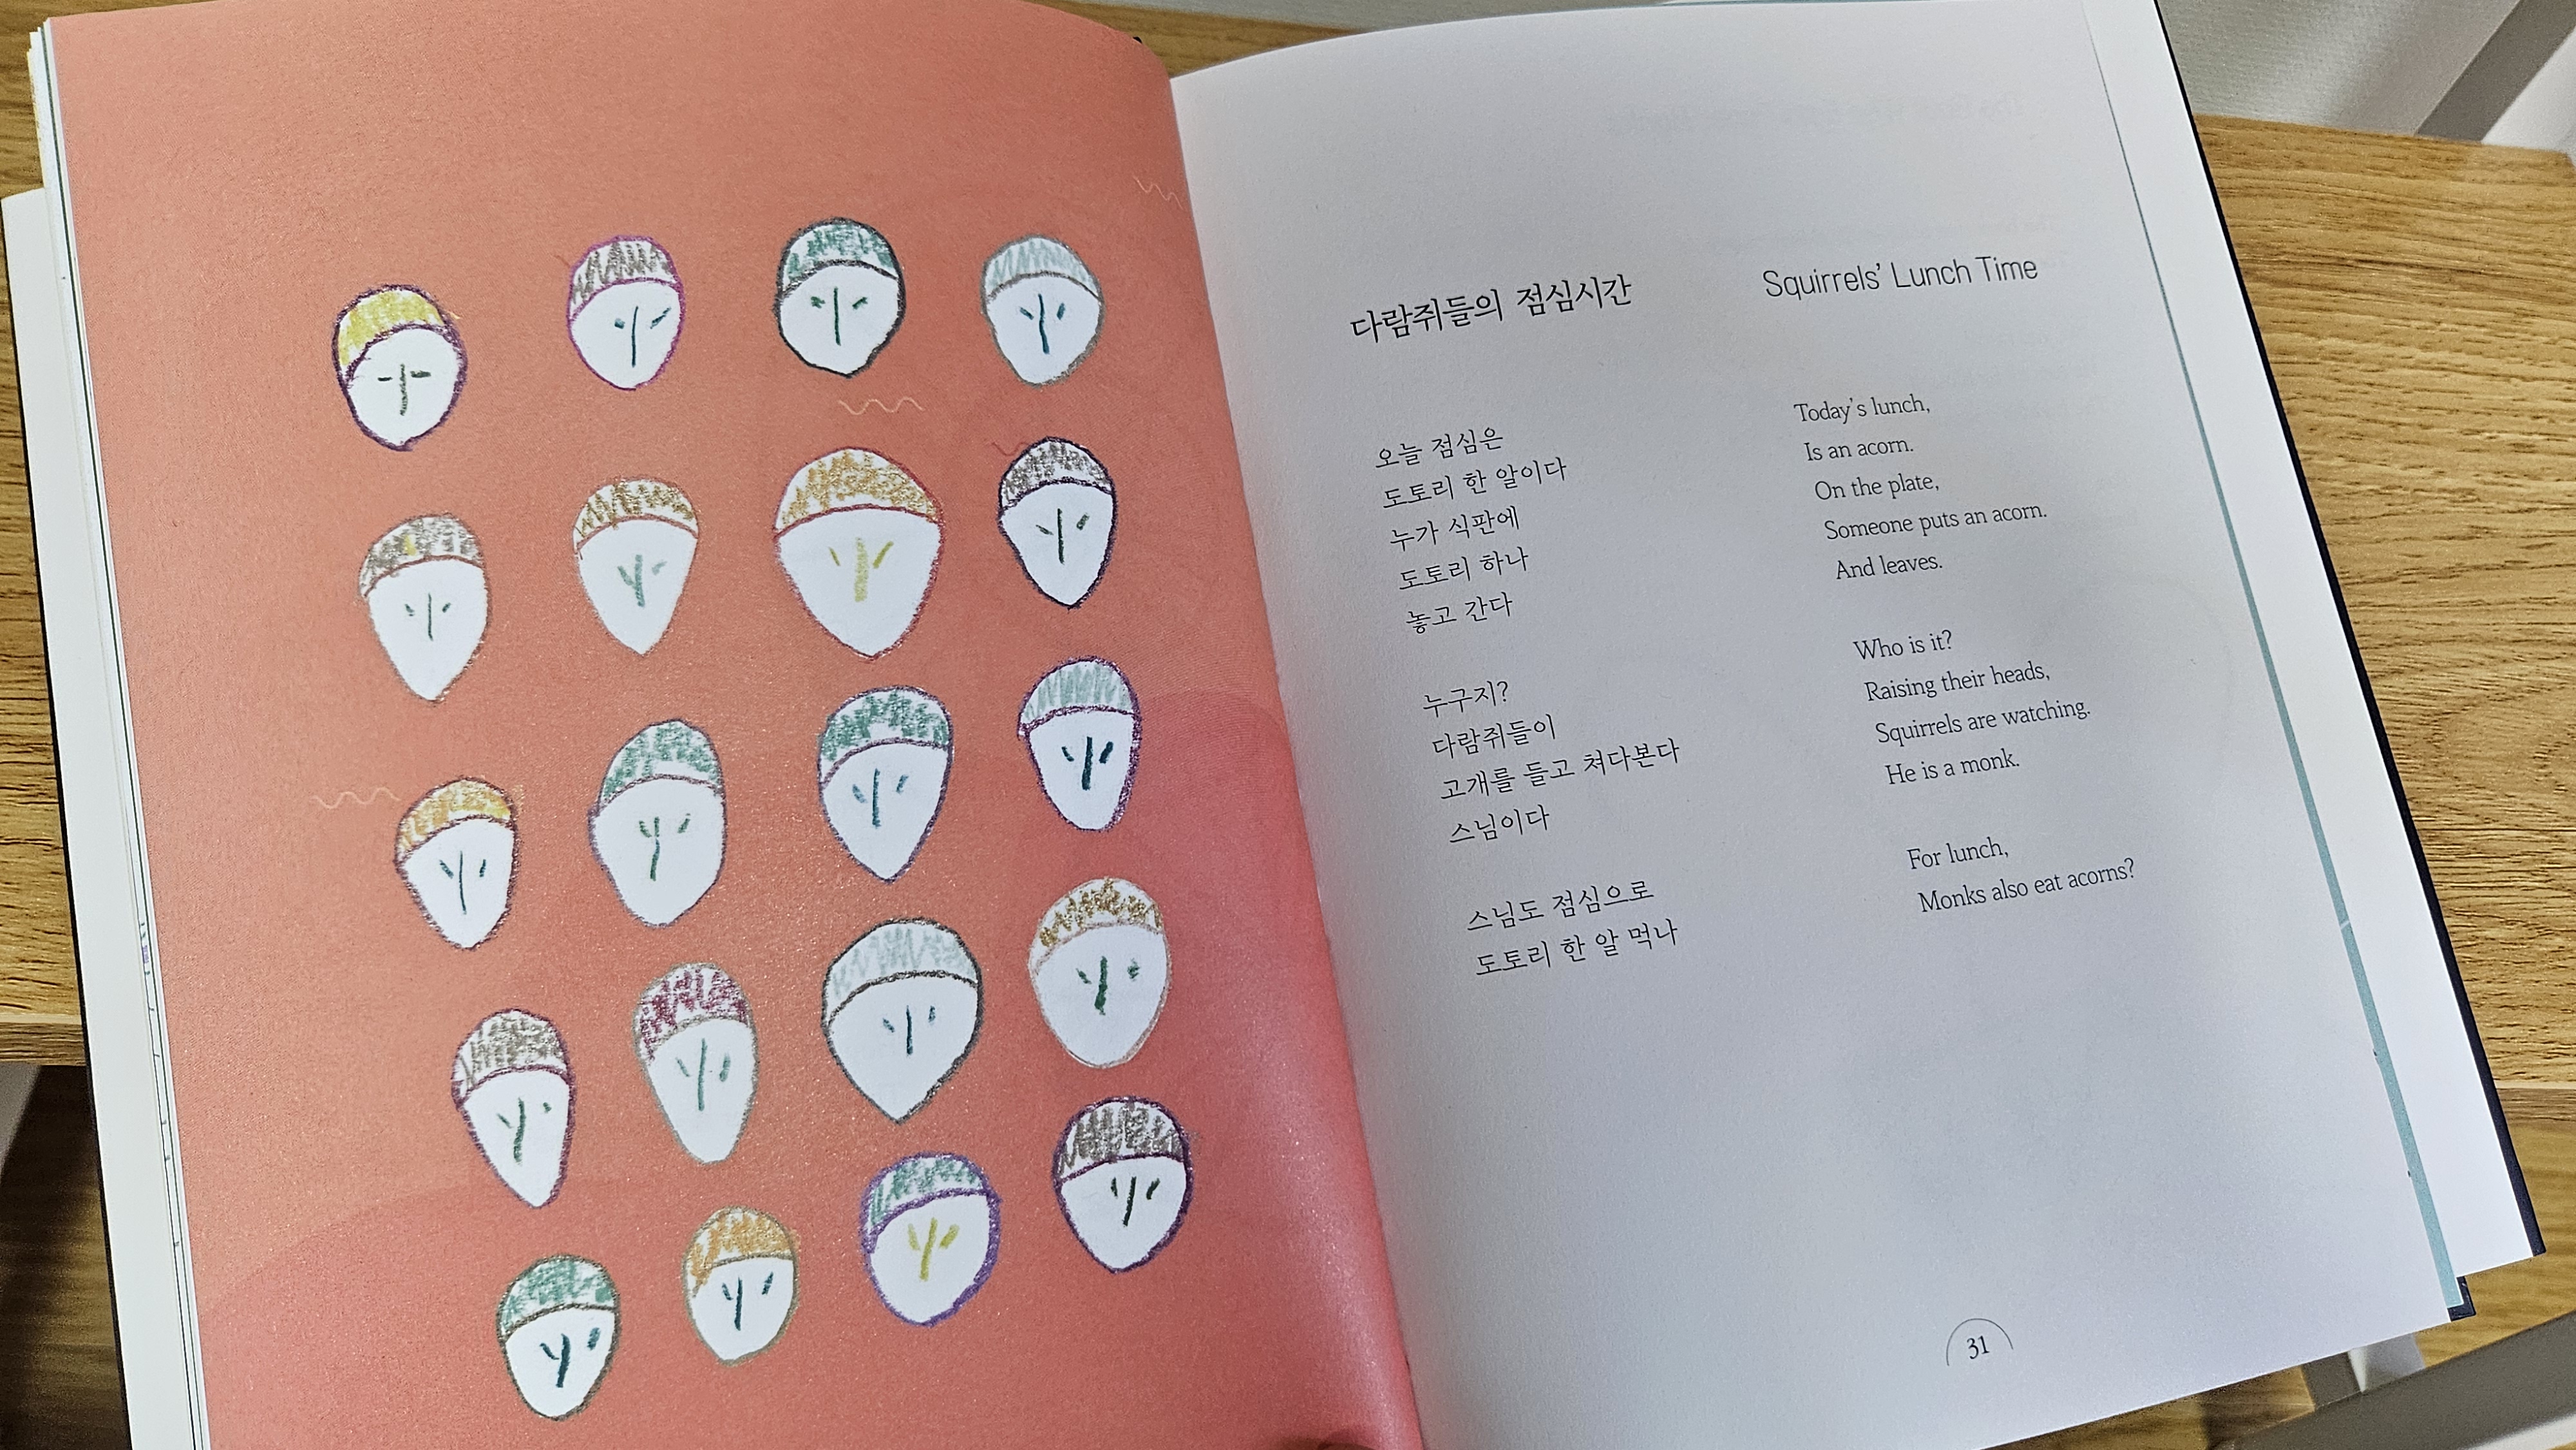 다람쥐들의 점심시간
오늘 점심은
도토리 한 알이다
누가 식판에
도토리 하나
놓고 간다
누구지?
다람쥐들이
고개를 들고 쳐다본다
스님이다
스님도 점심으로
도토리 한 알 먹나
Squirrels’ Lunch Time
Today’s lunch,
Is an acorn.
On the plate,
Someone puts an acorn.
And leaves.
Who is it?
Raising their heads,
Squirrels are watching.
He is a monk.
For lunch,
Monks also eat acorns?
31